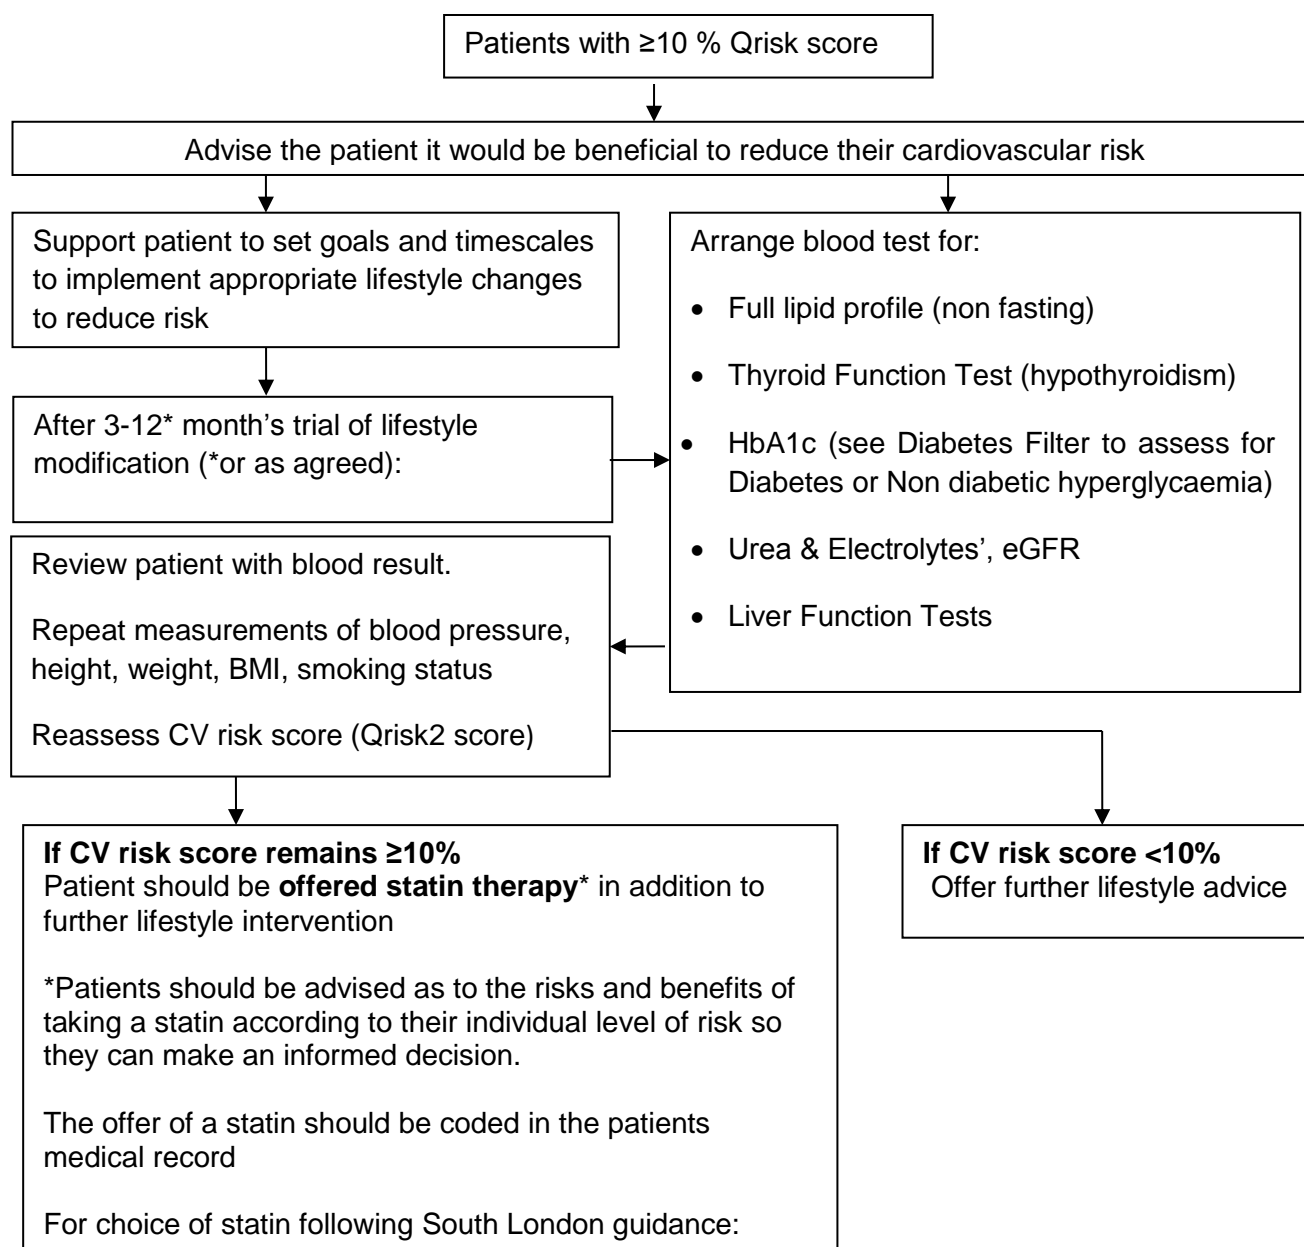 Patients with ≥10 % Qrisk score
Advise the patient it would be beneficial to reduce their cardiovascular risk
Support patient to set goals and timescales
to implement appropriate lifestyle changes
to reduce risk
After 3-12* month’s trial of lifestyle
modification (*or as agreed):
Arrange blood test for:
• Full lipid profile (non fasting)
• Thyroid Function Test (hypothyroidism)
• HbA1c (see Diabetes Filter to assess for
Diabetes or Non diabetic hyperglycaemia)
• Urea & Electrolytes’, eGFR
• Liver Function Tests
Review patient with blood result.
Repeat measurements of blood pressure,
height, weight, BMI, smoking status
Reassess CV risk score (Qrisk2 score)
If CV risk score remains ≥10%
Patient should be offered statin therapy* in addition to
further lifestyle intervention
*Patients should be advised as to the risks and benefits of
taking a statin according to their individual level of risk so
they can make an informed decision.
The offer of a statin should be coded in the patients
medical record
For choice of statin following South London guidance:
If CV risk score <10%
Offer further lifestyle advice